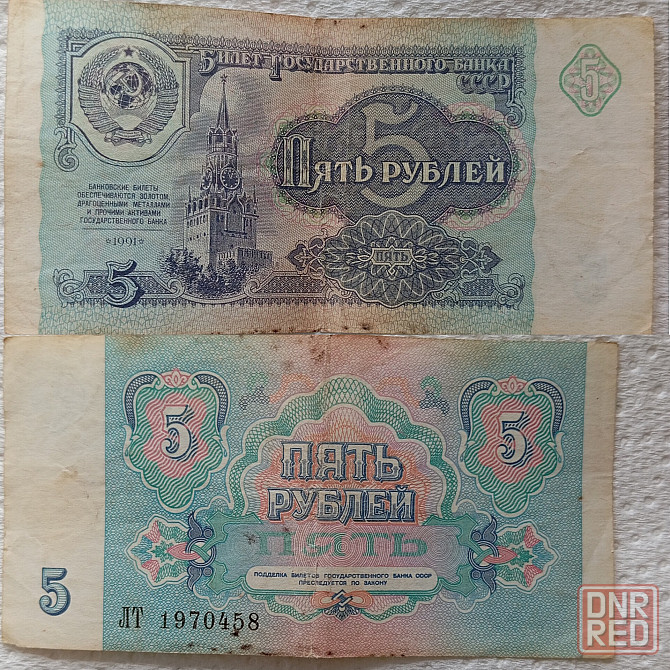 Билет Государственного Банка
СССР
5
5
Пять рублей
БАНКОВСКИЕ БИЛЕТЫ
ОБЕСПЕЧИВАЮТСЯ ЗОЛОТОМ,
ДРАГОЦЕННЫМИ МЕТАЛЛАМИ
И ПРОЧИМИ АКТИВАМИ
ГОСУДАРСТВЕННОГО БАНКА
☆1991☆
ПЯТЬ
5
5 5
ПЯТЬ
РУБЛЕЙ
ПЯТЬ
ПОДДЕЛКА БИЛЕТОВ ГОСУДАРСТВЕННОГО БАНКА СССР
ПРЕСЛЕДУЕТСЯ ПО ЗАКОНУ
5
ЛТ 1970458
DNR
RED